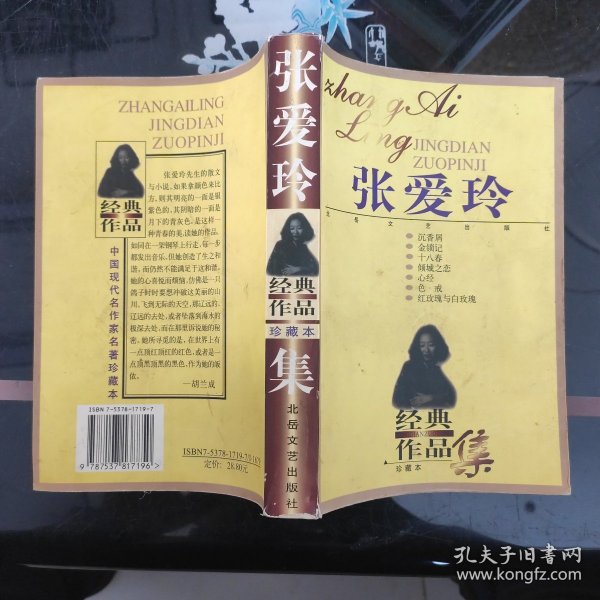 ZHANGAILING
JINGDIAN
ZUOPINJI
经典
作品
中国现代名作家名著珍藏本
张爱玲先生的散文
与小说，如果拿颜色来比
方，则其明亮的一面是银
紫色的，其阴暗的一面是
月下的青灰色。是这样一
种青春的美，读她的作品，
如同在一架钢琴上行走，每一步
都发出音乐。但她创造了生之和
谐，而仍然不能满足于这和谐。
她的心喜悦而烦恼，仿佛是一只
鸽子时时要想冲破这美丽的山
川，飞到无际的天空，那辽远的、
辽远的去处，或者坠落到海水的
极深去处，而在那里诉说她的秘
密。她所寻觅的是，在世界上有
一点顶红顶红的红色，或者是一
点顶黑顶黑的黑色，作为她的皈
依。
—胡兰成
ISBN 7-5378-1719-7
9 787537 817196 >
ISBN7-5378-1719-7
定价：28.80元
张爱玲
经典
作品
珍藏本
集
北岳文艺出版社
Zhang Ai
Ling
JINGDIAN
ZUOPINJI
张爱玲
北岳文艺出版社
沉香屑
金锁记
十八春
倾城之恋
心经
色 戒
红玫瑰与白玫瑰
经典
作品集
珍藏本
孔夫子旧书网
www.kongfz.com